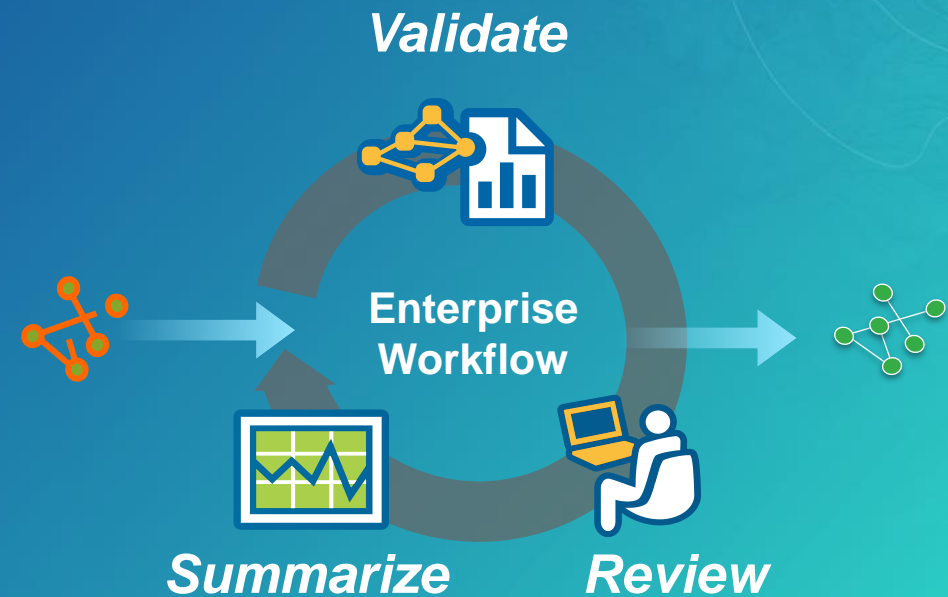 Validate
Enterprise
Workflow
Summarize
Review